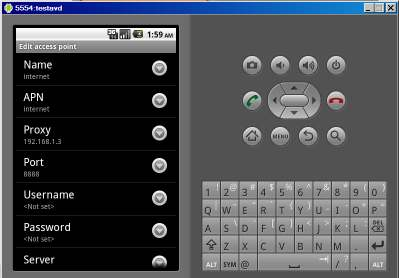 5554:testavd
1:59 AM
Edit access point
Name
internet
APN
internet
Proxy
192.168.1.3
Port
8888
Username
<Not set>
Password
<Not set>
Server
MENU
1 2 3 4 5 6 7 8 9 0
Q W E R T Y U I O P
A S D F G H J K L DEL
Z X C V B N M .
ALT SYM @ / ? , ALT